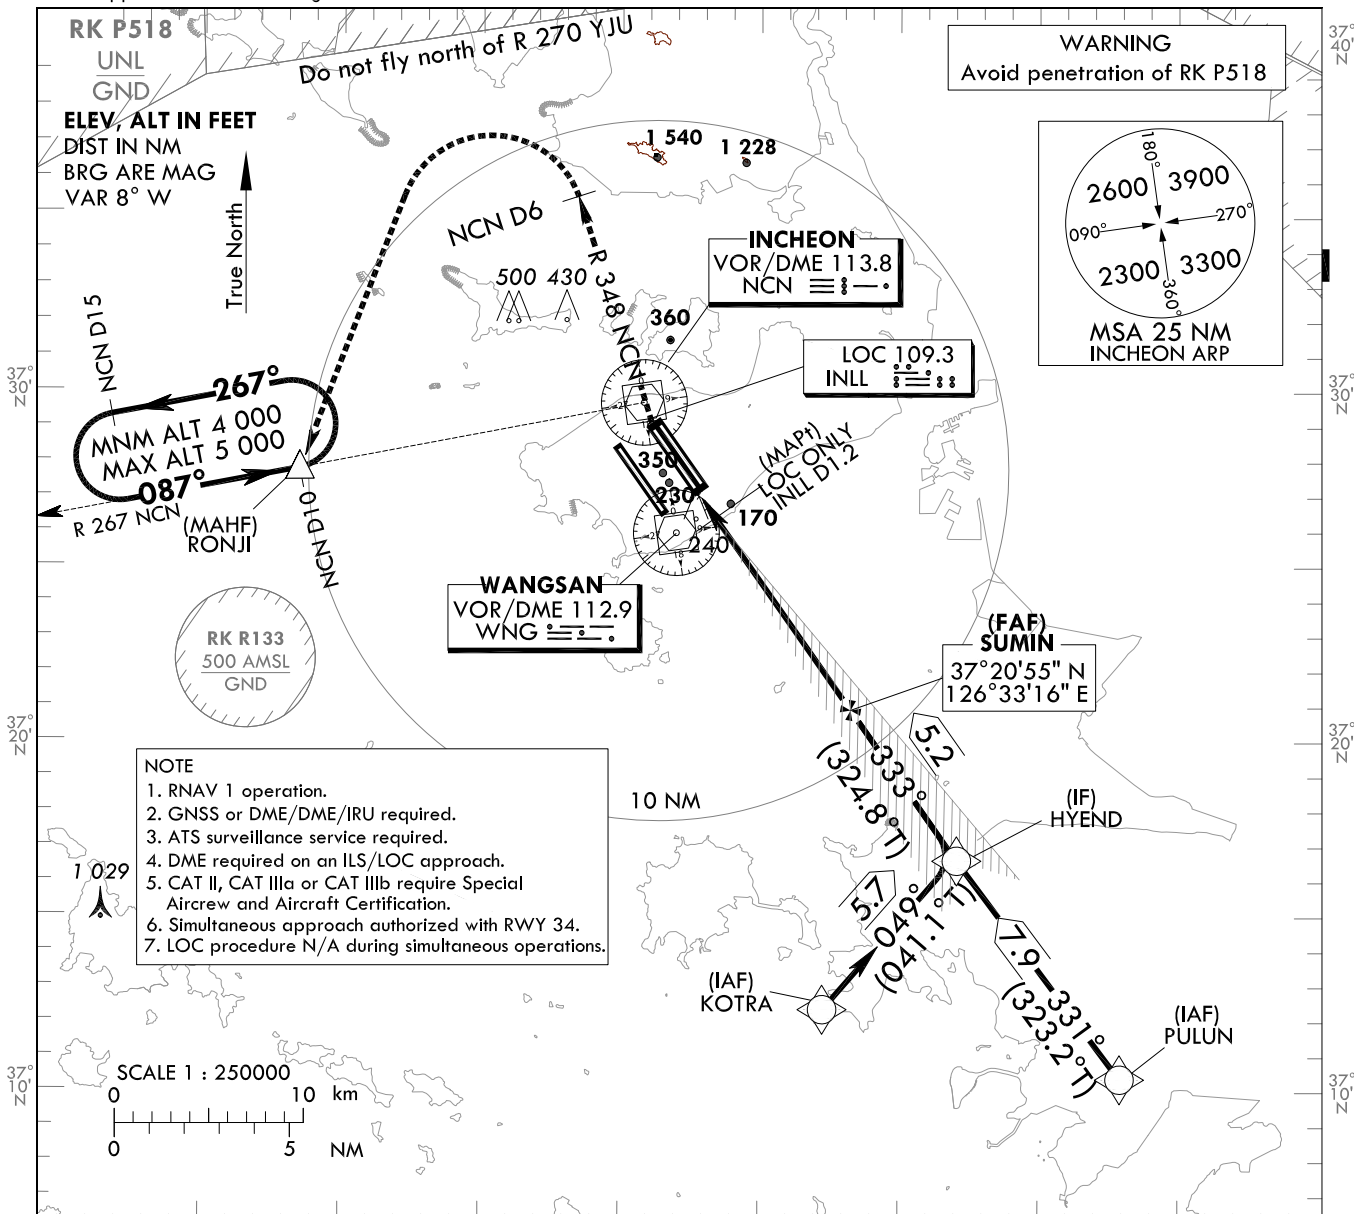 RK P518
UNL
GND
Do not fly north of R 270 YJU
WARNING
Avoid penetration of RK P518
37°
40'
N
ELEV, ALT IN FEET
DIST IN NM
BRG ARE MAG
VAR 8° W
True North
1 540
1 228
NCN D6
R 348 NCN
500
430
360
INCHEON
VOR/DME 113.8
NCN
LOC 109.3
INLL
180°
2600
3900
090°
270°
2300
3300
360°
MSA 25 NM
INCHEON ARP
37°
30'
N
37°
30'
N
NCN D15
267°
MNM ALT 4 000
MAX ALT 5 000
087°
R 267 NCN
(MAHF)
RONJI
NCN D10
350
230
240
170
(MAPt)
LOC ONLY
INLL D1.2
WANGSAN
VOR/DME 112.9
WNG
RK R133
500 AMSL
GND
(FAF)
SUMIN
37°20'55" N
126°33'16" E
37°
20'
N
37°
20'
N
5.2
333°
(324.8°T)
10 NM
(IF)
HYEND
NOTE
1. RNAV 1 operation.
2. GNSS or DME/DME/IRU required.
3. ATS surveillance service required.
4. DME required on an ILS/LOC approach.
5. CAT II, CAT IIIa or CAT IIIb require Special
Aircrew and Aircraft Certification.
6. Simultaneous approach authorized with RWY 34.
7. LOC procedure N/A during simultaneous operations.
1 029
5.7
049°
(041.1°T)
7.9
331°
(323.2°T)
(IAF)
KOTRA
(IAF)
PULUN
37°
10'
N
37°
10'
N
SCALE 1 : 250000
0 10 km
0 5 NM